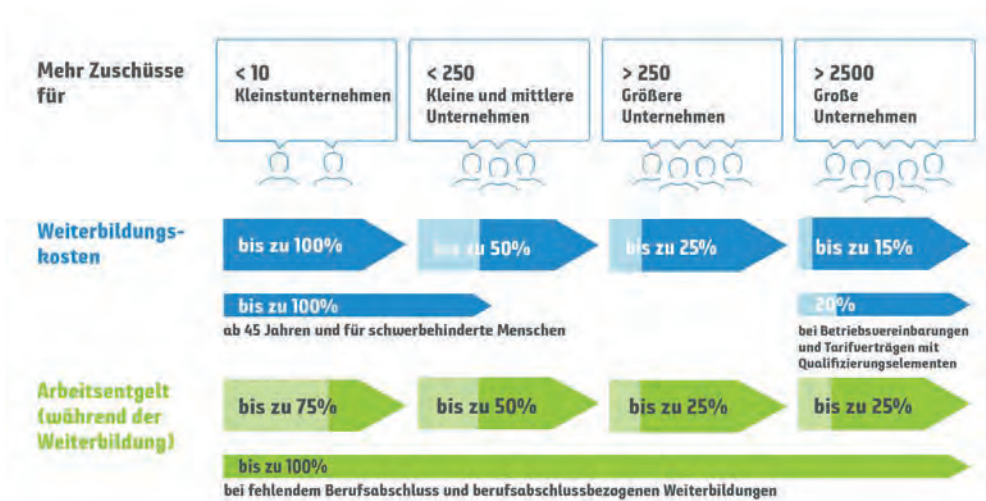 Mehr Zuschüsse
für
< 10
Kleinstunternehmen
< 250
Kleine und mittlere
Unternehmen
> 250
Größere
Unternehmen
> 2500
Große
Unternehmen
Weiterbildungs-
kosten
bis zu 100%
bis zu 50%
bis zu 25%
bis zu 15%
bis zu 100%
ab 45 Jahren und für schwerbehinderte Menschen
20%
bei Betriebsvereinbarungen
und Tarifverträgen mit
Qualifizierungselementen
Arbeitsentgelt
(während der
Weiterbildung)
bis zu 75%
bis zu 50%
bis zu 25%
bis zu 25%
bis zu 100%
bei fehlendem Berufsabschluss und berufsabschlussbezogenen Weiterbildungen